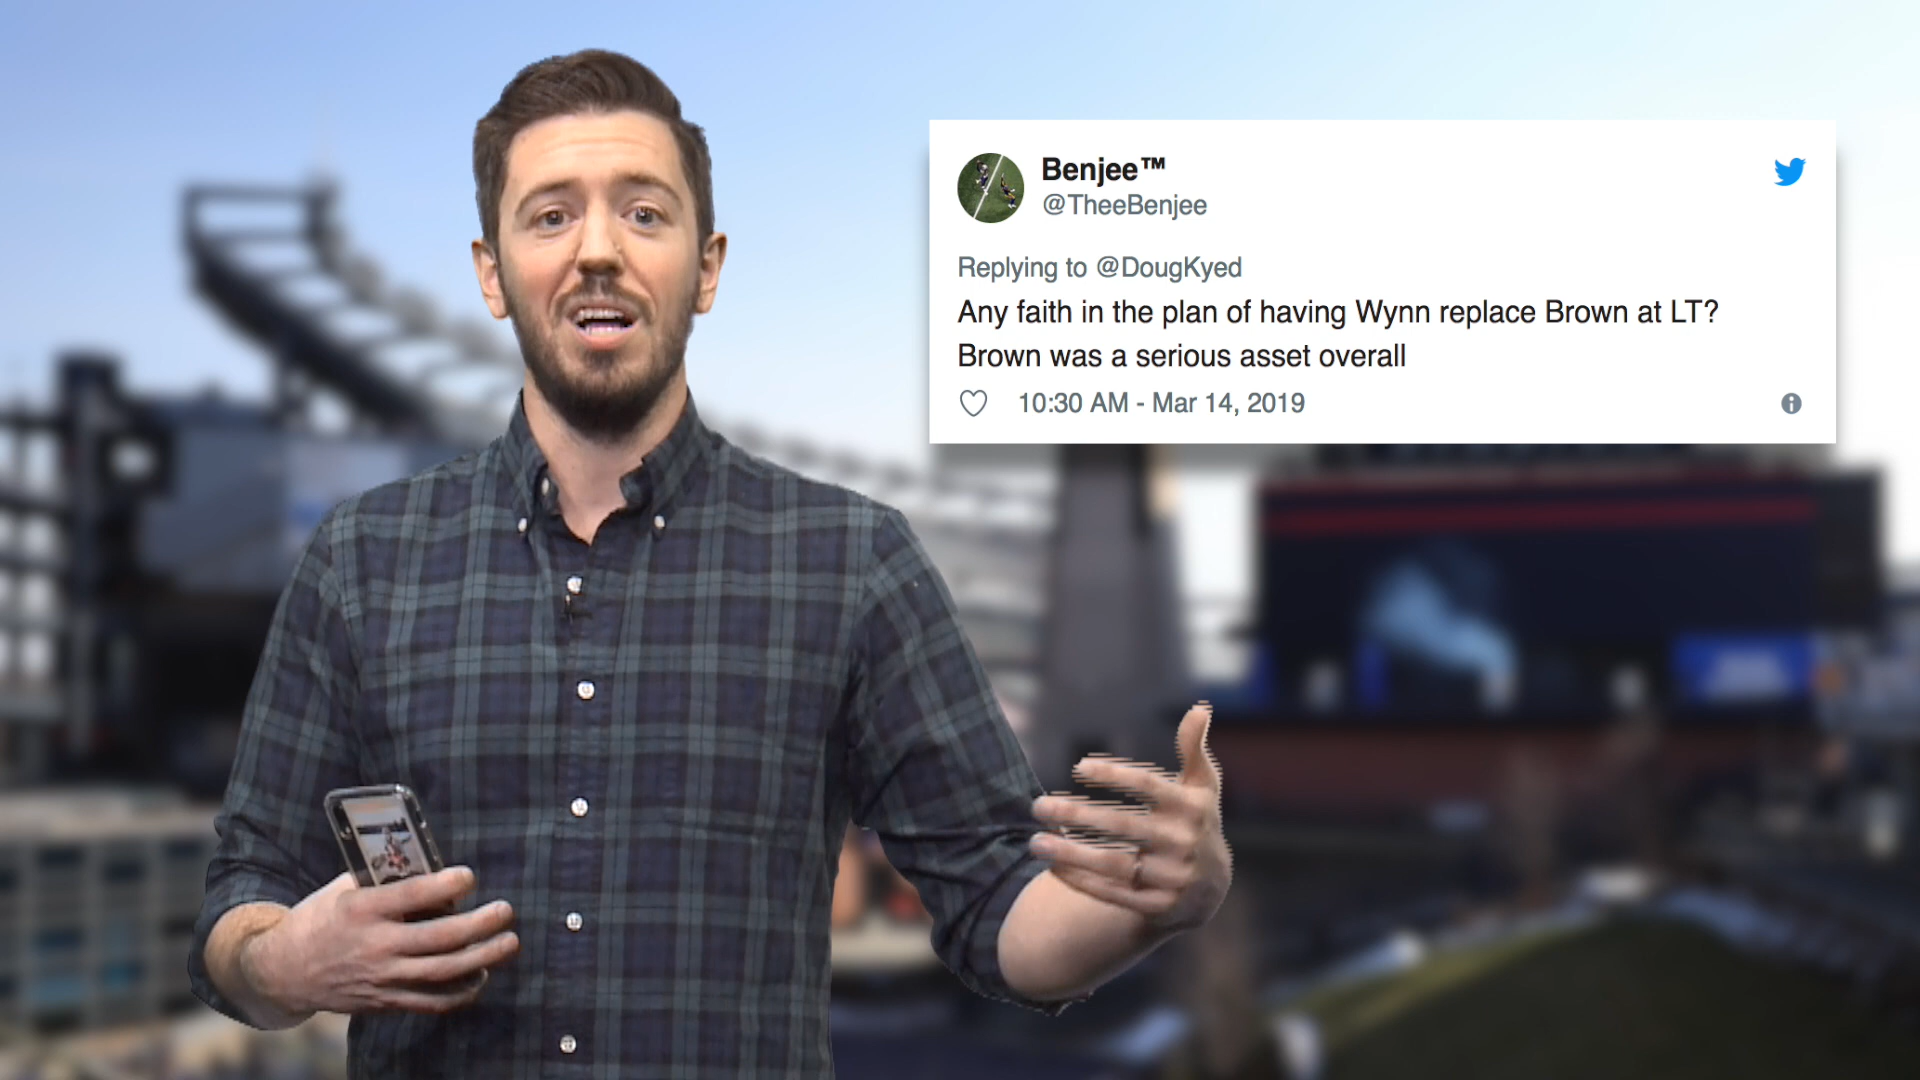 Benjee™
@TheeBenjee
Replying to @DougKyed
Any faith in the plan of having Wynn replace Brown at LT?
Brown was a serious asset overall
10:30 AM - Mar 14, 2019